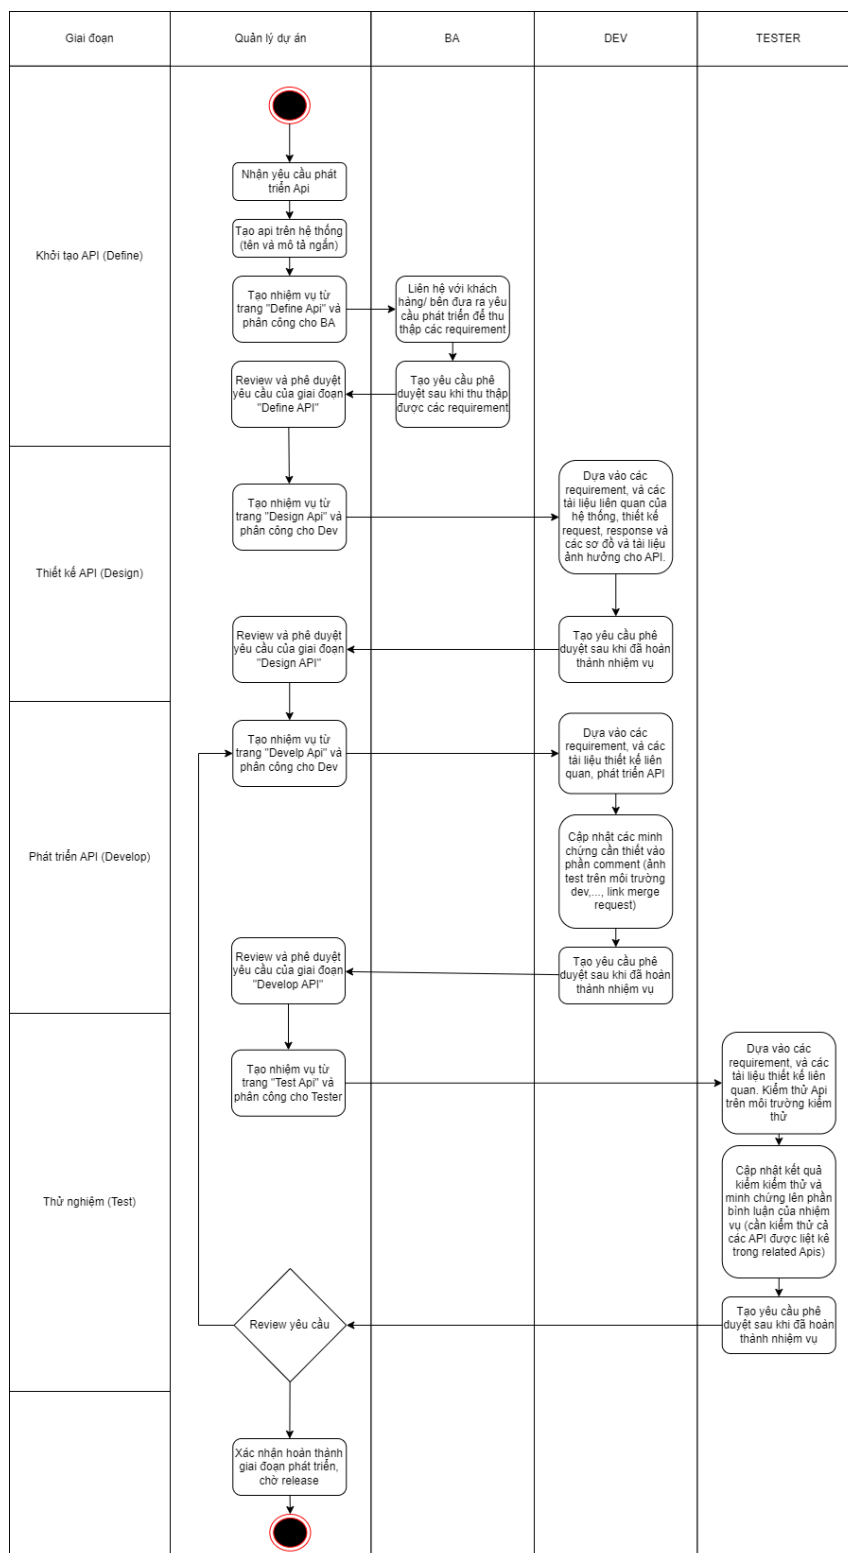 Giai đoạn
Quản lý dự án
BA
DEV
TESTER
Khởi tạo API (Define)
Nhận yêu cầu phát
triển Api
Tạo api trên hệ thống
(tên và mô tả ngắn)
Tạo nhiệm vụ từ
trang "Define Api" và
phân công cho BA
Liên hệ với khách
hàng/ bên đưa ra yêu
cầu phát triển để thu
thập các requirement
Tạo yêu cầu phê
duyệt sau khi thu thập
được các requirement
Review và phê duyệt
yêu cầu của giai đoạn
"Define API"
Thiết kế API (Design)
Tạo nhiệm vụ từ
trang "Design Api" và
phân công cho Dev
Dựa vào các
requirement, và các
tài liệu liên quan của
hệ thống, thiết kế
request, response và
các sơ đồ và tài liệu
ảnh hưởng cho API.
Tạo yêu cầu phê
duyệt sau khi đã hoàn
thành nhiệm vụ
Review và phê duyệt
yêu cầu của giai đoạn
"Design API"
Phát triển API (Develop)
Tạo nhiệm vụ từ
trang "Develp Api" và
phân công cho Dev
Dựa vào các
requirement, và các
tài liệu thiết kế liên
quan, phát triển API
Cập nhật các minh
chứng cần thiết vào
phần comment (ảnh
test trên môi trường
dev,..., link merge
request)
Tạo yêu cầu phê
duyệt sau khi đã hoàn
thành nhiệm vụ
Review và phê duyệt
yêu cầu của giai đoạn
"Develop API"
Thử nghiệm (Test)
Tạo nhiệm vụ từ
trang "Test Api" và
phân công cho Tester
Dựa vào các
requirement, và các
tài liệu thiết kế liên
quan. Kiểm thử Api
trên môi trường kiểm
thử
Cập nhật kết quả
kiểm kiểm thử và
minh chứng lên phần
bình luận của nhiệm
vụ (cần kiểm thử cả
các API được liệt kê
trong related Apis)
Tạo yêu cầu phê
duyệt sau khi đã hoàn
thành nhiệm vụ
Review yêu cầu
Xác nhận hoàn thành
giai đoạn phát triển,
chờ release